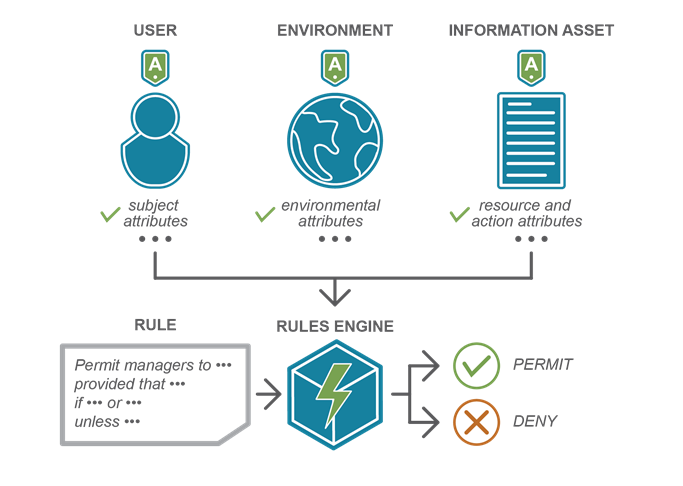 USER
ENVIRONMENT
INFORMATION ASSET
A
A
A
subject
attributes
•••
environmental
attributes
•••
resource and
action attributes
•••
RULE
RULES ENGINE
Permit managers to •••
provided that •••
if ••• or •••
unless •••
PERMIT
DENY